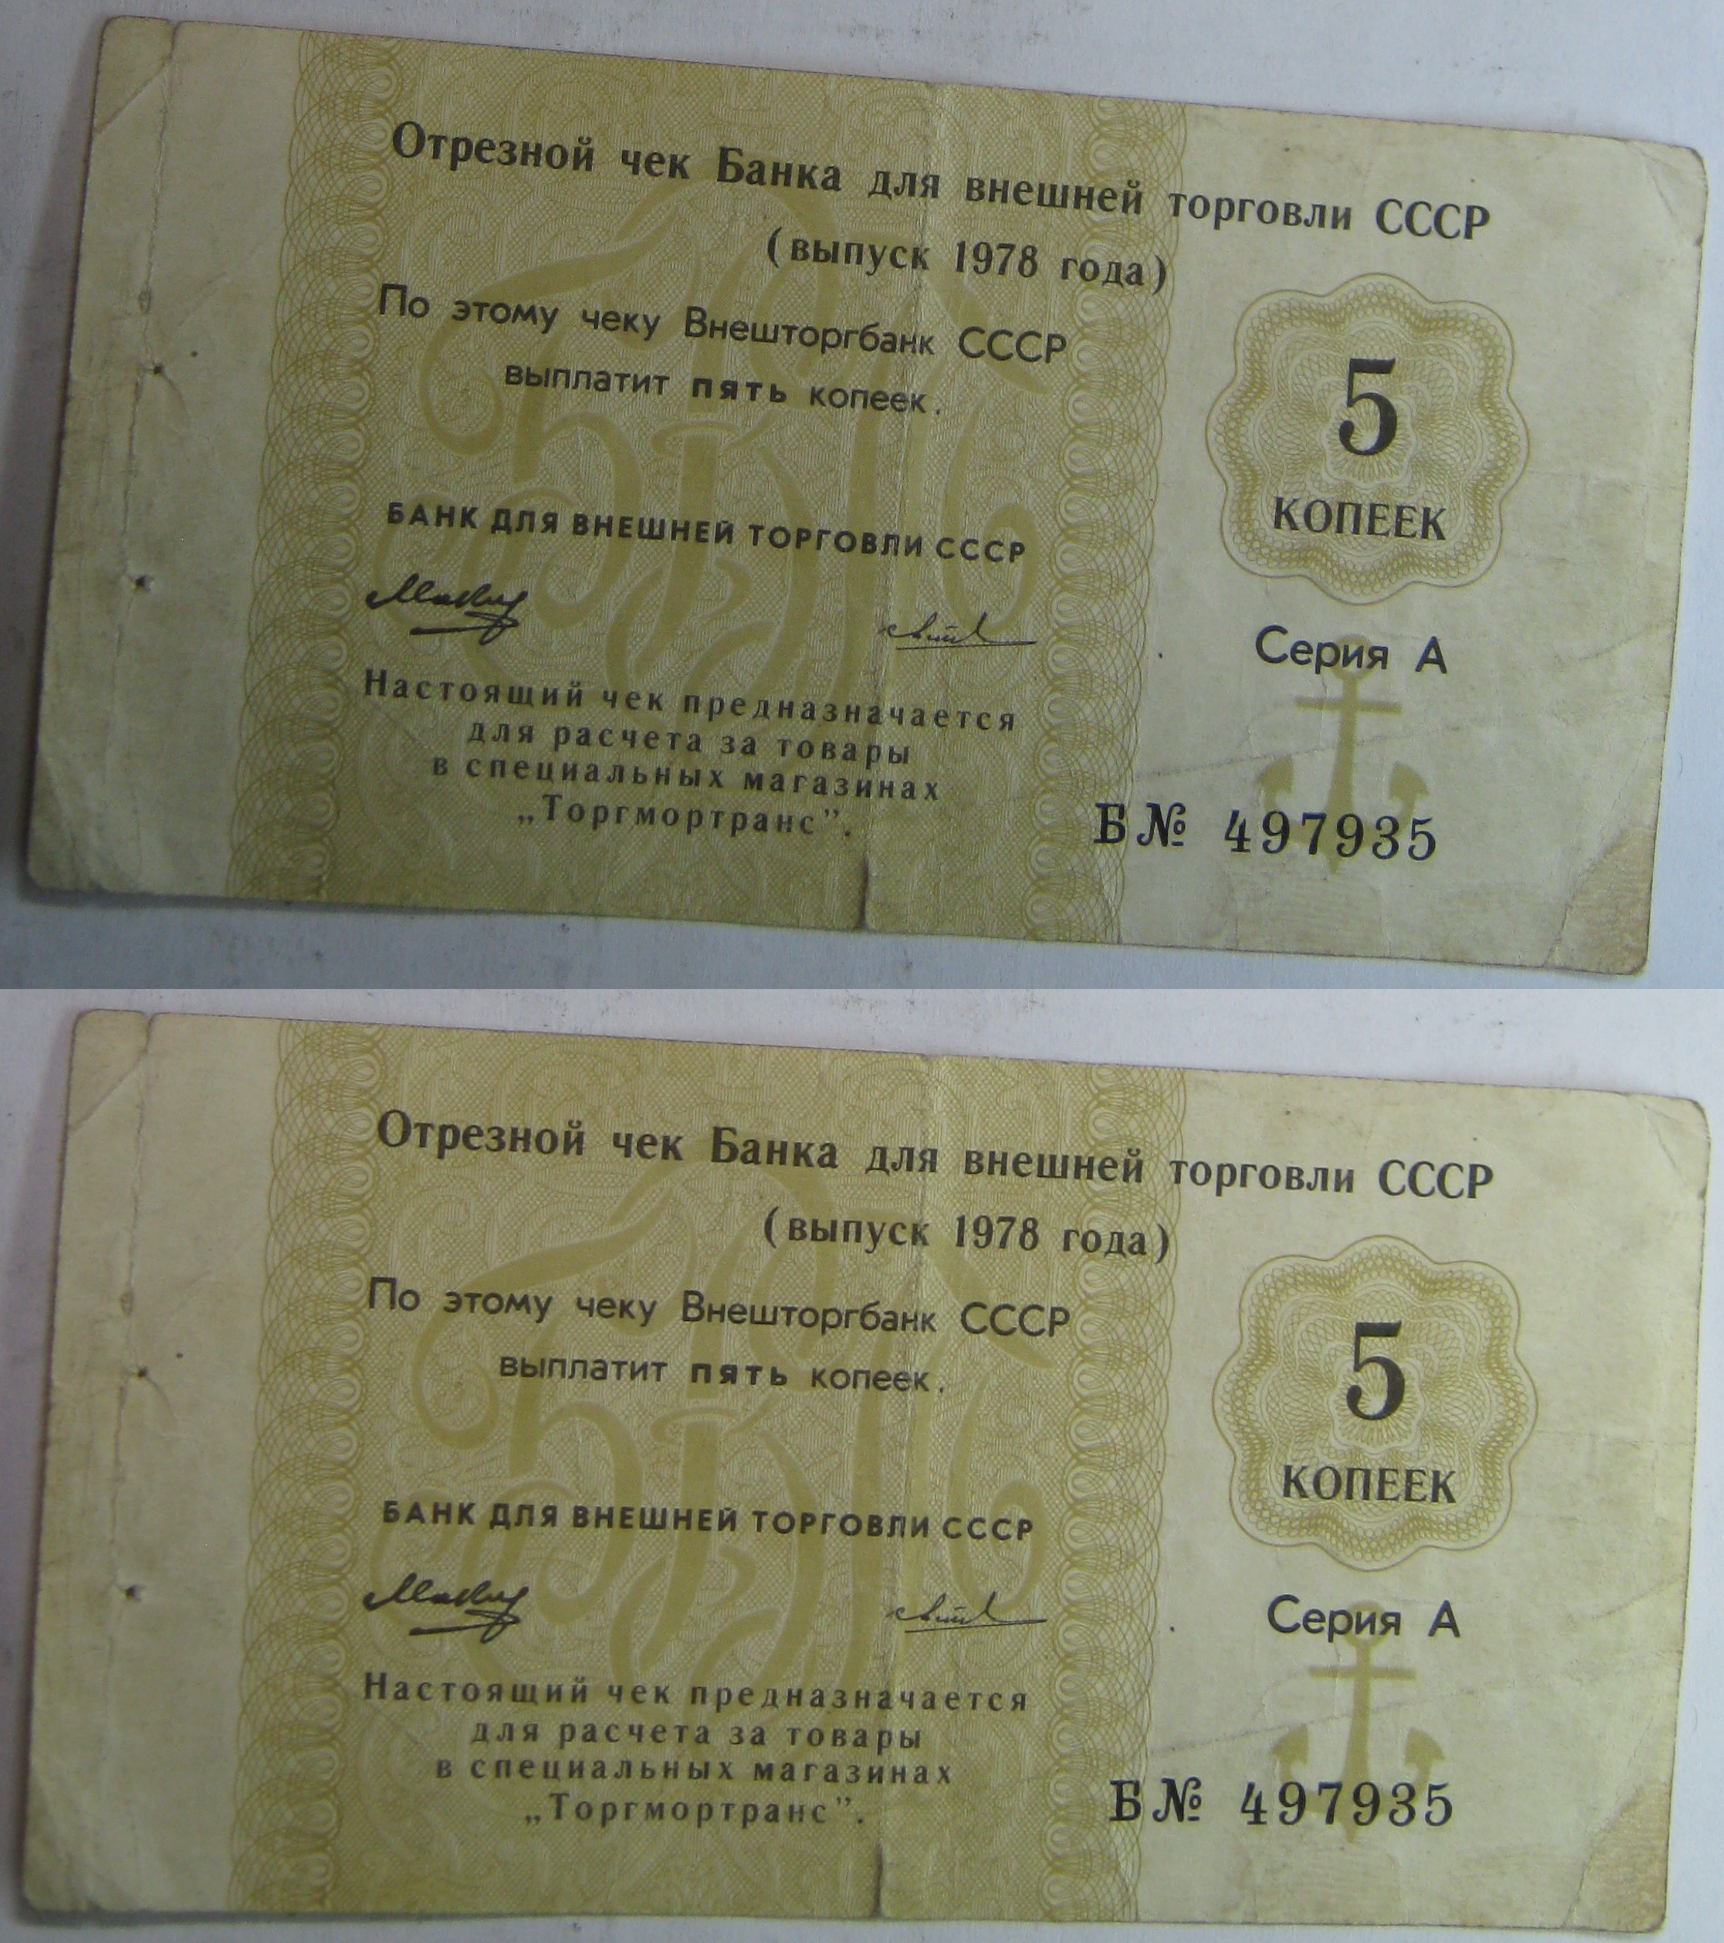 Отрезной чек Банка для внешней торговли СССР
(выпуск 1978 года)
По этому чеку Внешторгбанк СССР
выплатит пять копеек.
5
КОПЕЕК
БАНК ДЛЯ ВНЕШНЕЙ ТОРГОВЛИ СССР
Серия А
Настоящий чек предназначается
для расчета за товары
в специальных магазинах
„Торгмортранс”.
Б№ 497935
Отрезной чек Банка для внешней торговли СССР
(выпуск 1978 года)
По этому чеку Внешторгбанк СССР
выплатит пять копеек.
5
КОПЕЕК
БАНК ДЛЯ ВНЕШНЕЙ ТОРГОВЛИ СССР
Серия А
Настоящий чек предназначается
для расчета за товары
в специальных магазинах
„Торгмортранс”.
Б№ 497935